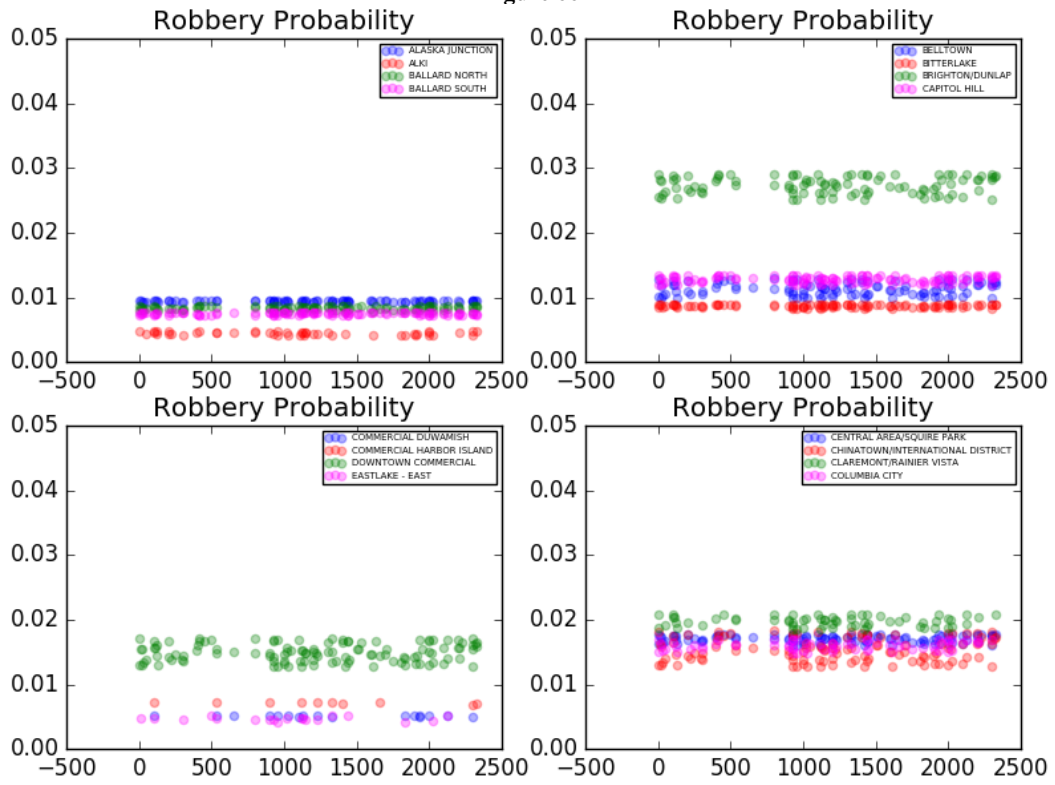 Robbery Probability
0.05
0.04
0.03
0.02
0.01
0.00
−500 0 500 1000 1500 2000 2500
ALASKA JUNCTION
ALKI
BALLARD NORTH
BALLARD SOUTH
Robbery Probability
0.05
0.04
0.03
0.02
0.01
0.00
−500 0 500 1000 1500 2000 2500
BELLTOWN
BITTERLAKE
BRIGHTON/DUNLAP
CAPITOL HILL
Robbery Probability
0.05
0.04
0.03
0.02
0.01
0.00
−500 0 500 1000 1500 2000 2500
COMMERCIAL DUWAMISH
COMMERCIAL HARBOR ISLAND
DOWNTOWN COMMERCIAL
EASTLAKE - EAST
Robbery Probability
0.05
0.04
0.03
0.02
0.01
0.00
−500 0 500 1000 1500 2000 2500
CENTRAL AREA/SQUIRE PARK
CHINATOWN/INTERNATIONAL DISTRICT
CLAREMONT/RAINIER VISTA
COLUMBIA CITY